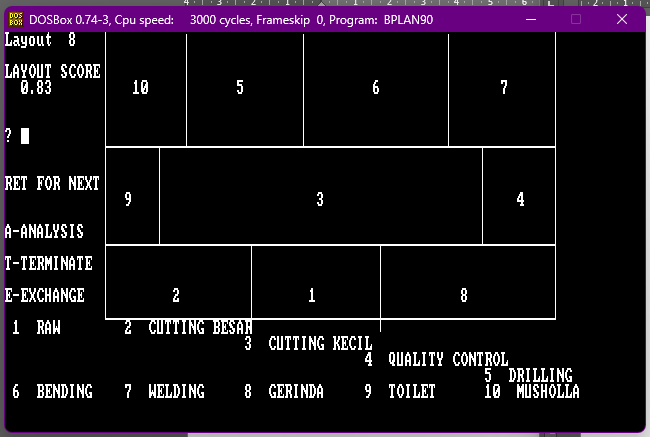 DOSBox 0.74-3, Cpu speed: 3000 cycles, Frameskip 0, Program: BPLAN90
Layout 8
LAYOUT SCORE
0.83
10 5 6 7
?
RET FOR NEXT
9 3 4
A-ANALYSIS
T-TERMINATE
E-EXCHANGE
2 1 8
1 RAW 2 CUTTING BESAR
3 CUTTING KECIL
4 QUALITY CONTROL
5 DRILLING
6 BENDING 7 WELDING 8 GERINDA 9 TOILET 10 MUSHOLLA